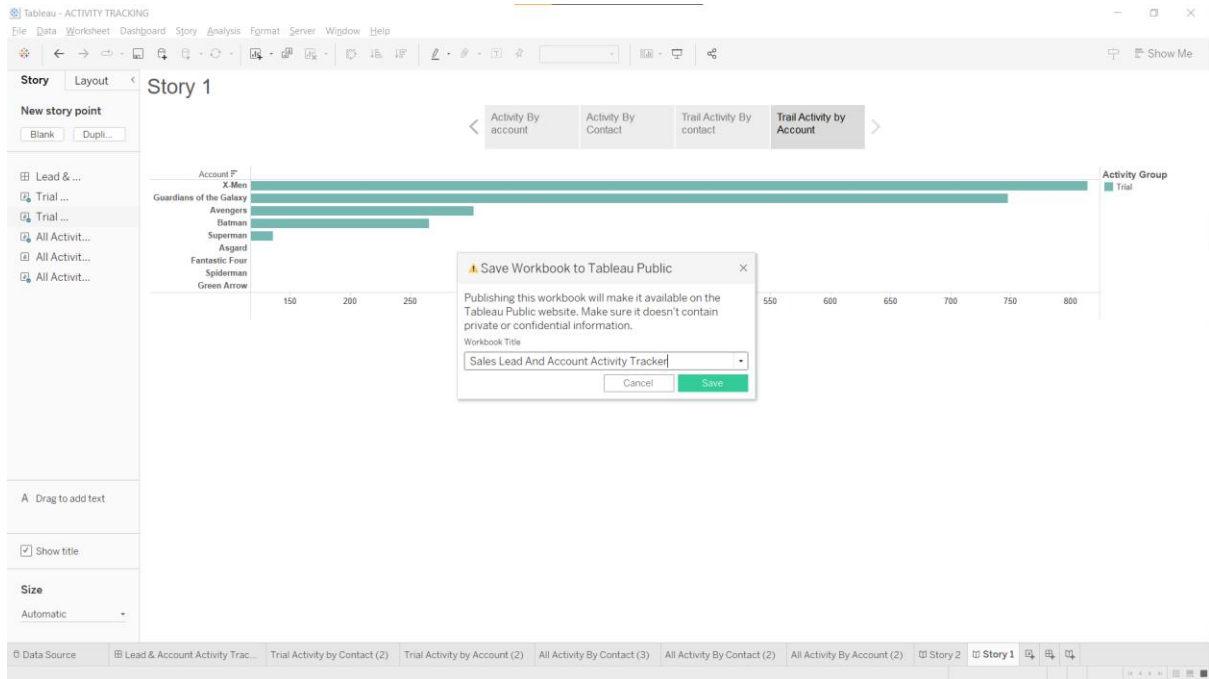 Tableau - ACTIVITY TRACKING
File Data Worksheet Dashboard Story Analysis Format Server Window Help
Show Me
Story Layout
Story 1
New story point
Blank Dupli...
Activity By
account
Activity By
Contact
Trail Activity By
contact
Trail Activity by
Account
Lead & ...
Trial ...
Trial ...
All Activit...
All Activit...
All Activit...
Account
X-Men
Guardians of the Galaxy
Avengers
Batman
Superman
Asgard
Fantastic Four
Spiderman
Green Arrow
150 200 250 550 600 650 700 750 800
Activity Group
Trial
Save Workbook to Tableau Public
Publishing this workbook will make it available on the
Tableau Public website. Make sure it doesn't contain
private or confidential information.
Workbook Title
Sales Lead And Account Activity Tracker
Cancel Save
A Drag to add text
Show title
Size
Automatic
Data Source Lead & Account Activity Trac... Trial Activity by Contact (2) Trial Activity by Account (2) All Activity By Contact (3) All Activity By Contact (2) All Activity By Account (2) Story 2 Story 1